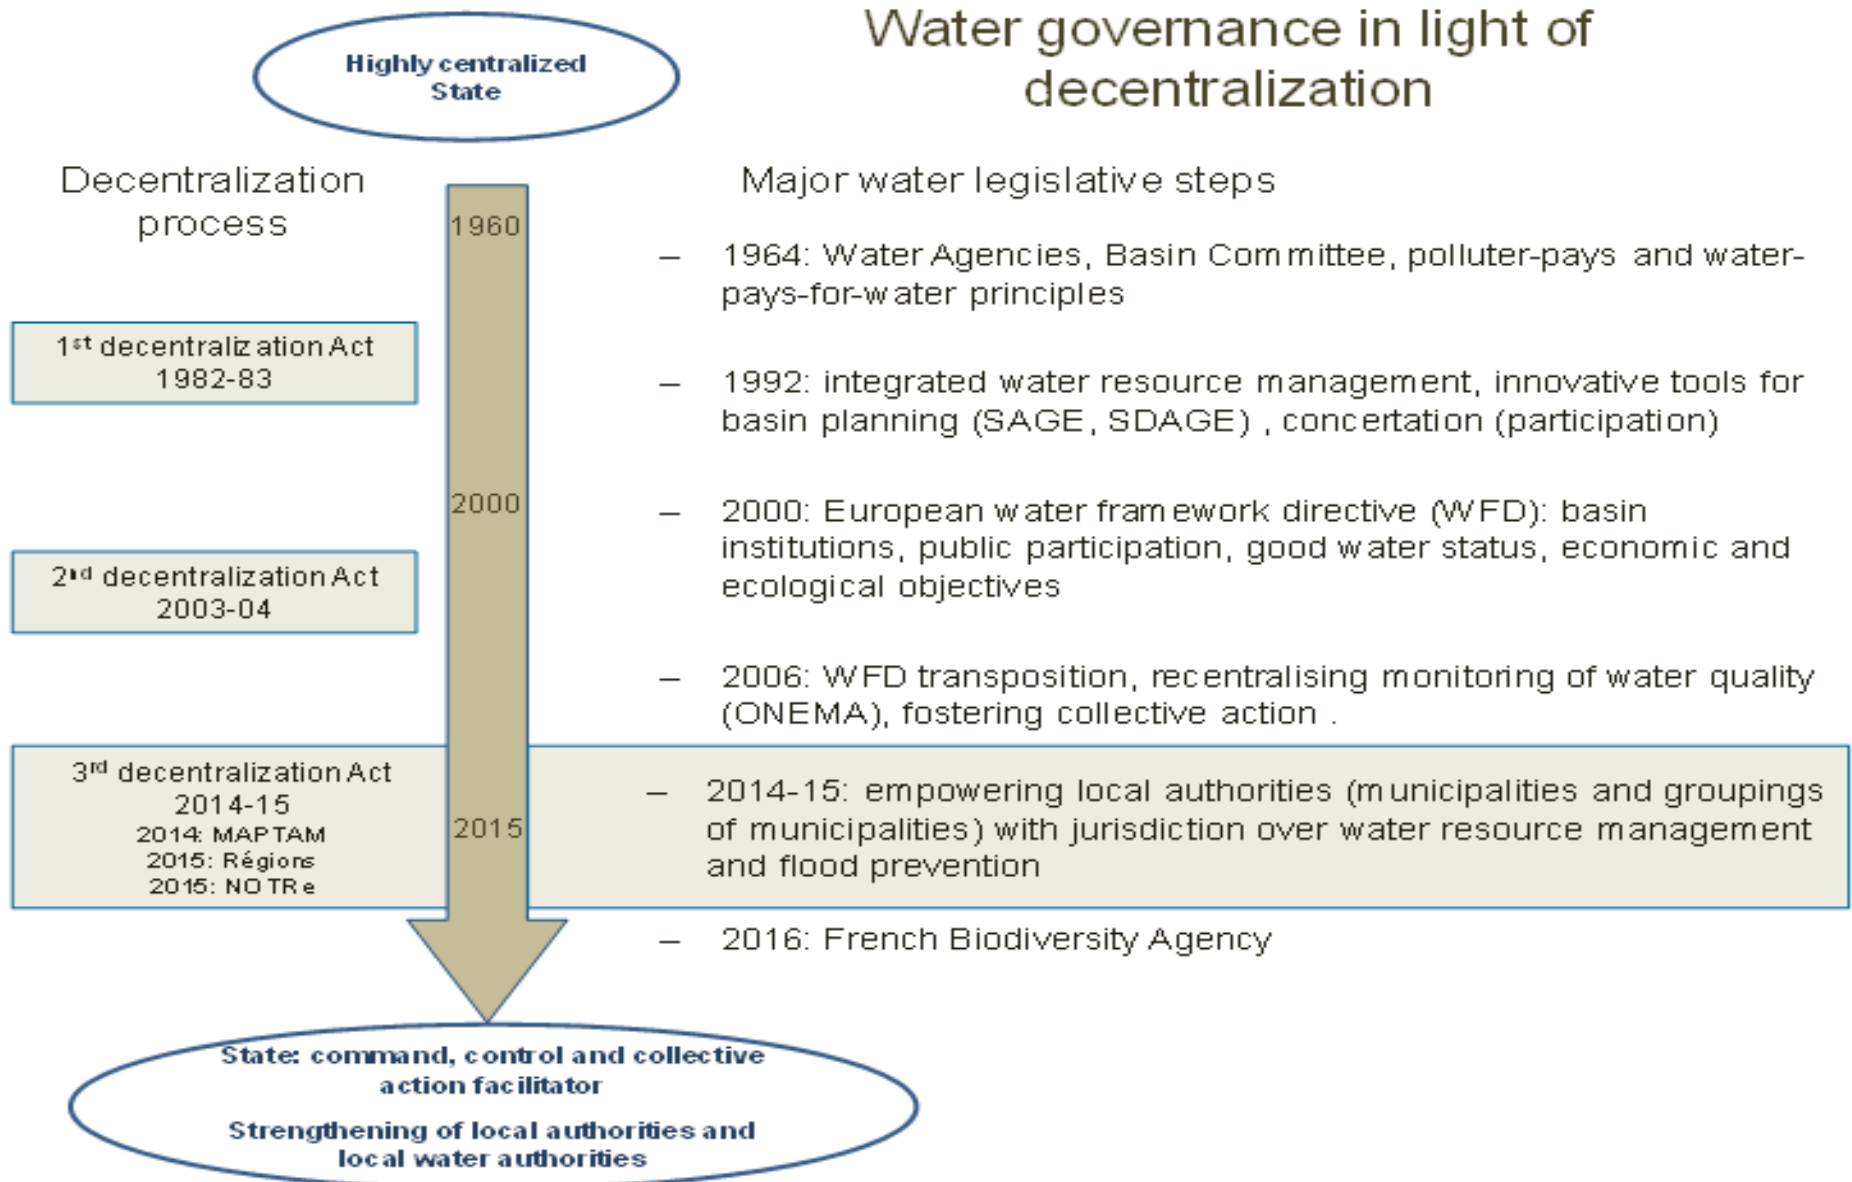 Water governance in light of
decentralization
Highly centralized
State
Decentralization
process
Major water legislative steps
1960
– 1964: Water Agencies, Basin Committee, polluter-pays and water-
pays-for-water principles
1st decentralization Act
1982-83
– 1992: integrated water resource management, innovative tools for
basin planning (SAGE, SDAGE) , concertation (participation)
2000
– 2000: European water framework directive (WFD): basin
institutions, public participation, good water status, economic and
ecological objectives
2nd decentralization Act
2003-04
– 2006: WFD transposition, recentralising monitoring of water quality
(ONEMA), fostering collective action .
3rd decentralization Act
2014-15
2014: MAPTAM
2015: Régions
2015: NOTRe
2015
– 2014-15: empowering local authorities (municipalities and groupings
of municipalities) with jurisdiction over water resource management
and flood prevention
– 2016: French Biodiversity Agency
State: command, control and collective
action facilitator
Strengthening of local authorities and
local water authorities